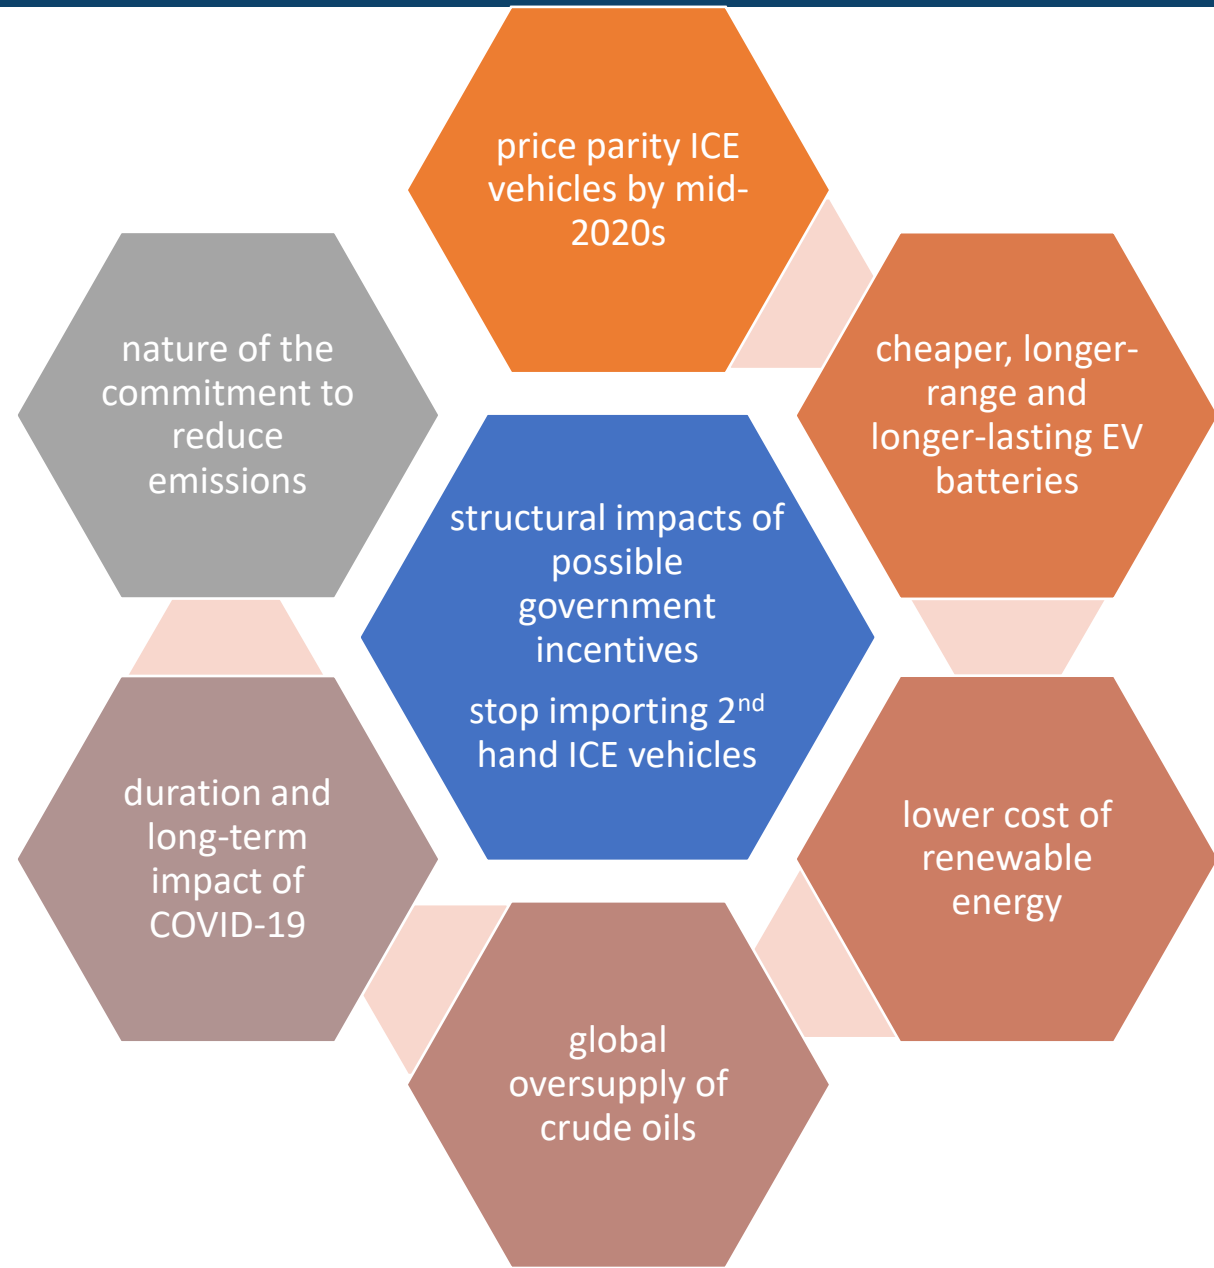 price parity ICE
vehicles by mid-
2020s
cheaper, longer-
range and
longer-lasting EV
batteries
lower cost of
renewable
energy
global
oversupply of
crude oils
duration and
long-term
impact of
COVID-19
nature of the
commitment to
reduce
emissions
structural impacts of
possible
government
incentives
stop importing 2nd
hand ICE vehicles